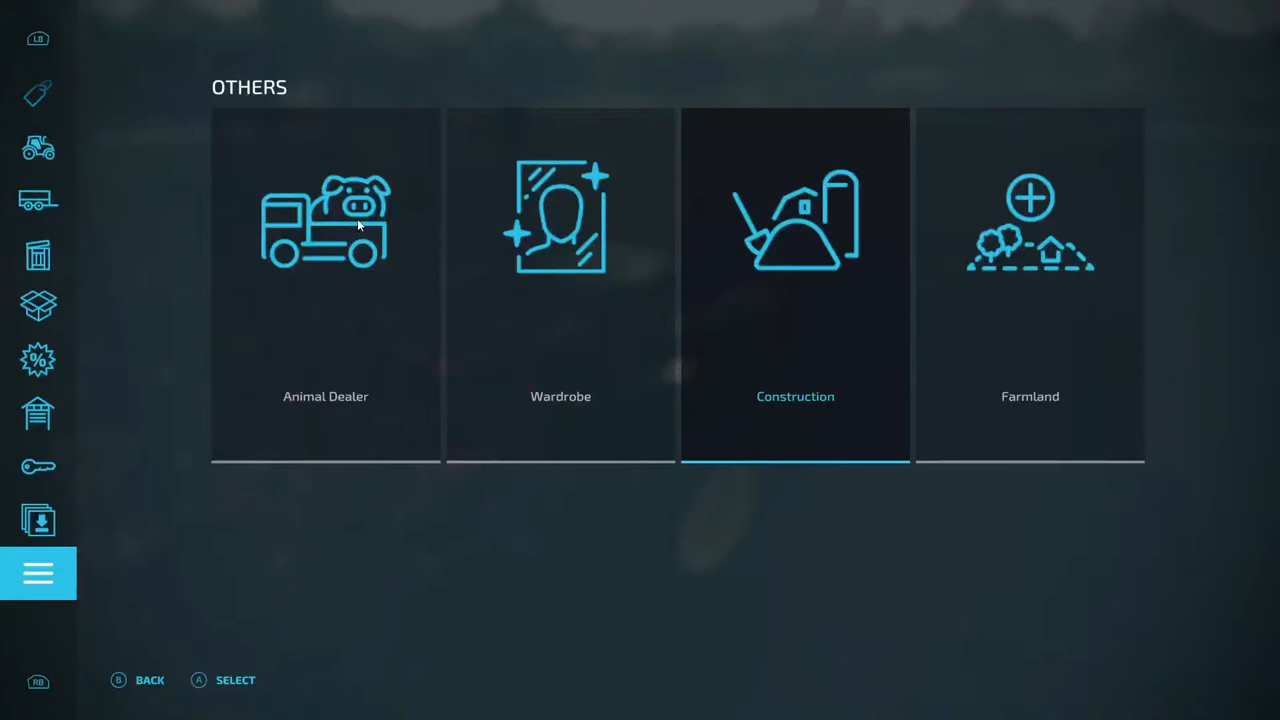 LB
OTHERS
%
Animal Dealer
Wardrobe
Construction
Farmland
RB
B BACK A SELECT